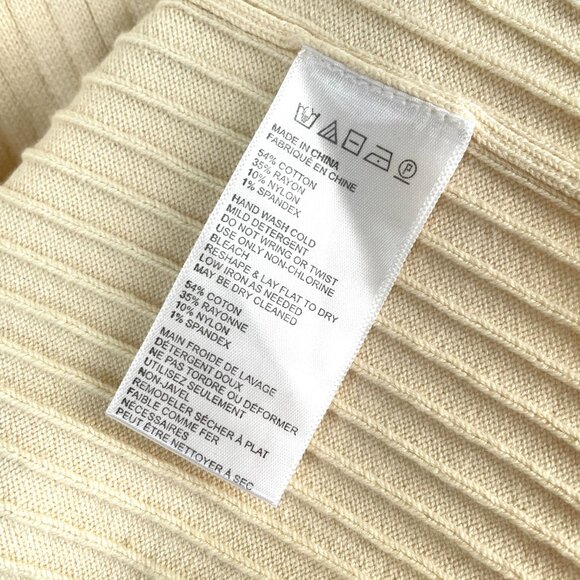 MADE IN CHINA
FABRIQUÉ EN CHINE
54% COTTON
35% RAYON
10% NYLON
1% SPANDEX
HAND WASH COLD
MILD DETERGENT
DO NOT WRING OR TWIST
USE ONLY NON-CHLORINE
BLEACH
RESHAPE & LAY FLAT TO DRY
LOW IRON AS NEEDED
MAY BE DRY CLEANED
54% COTON
35% RAYONNE
10% NYLON
1% SPANDEX
MAIN FROIDE DE LAVAGE
DÉTERGENT DOUX
NE PAS TORDRE OU DÉFORMER
UTILISEZ SEULEMENT
NON-JAVEL
REMODELER SÉCHER À PLAT
FAIBLE COMME FER
NÉCESSAIRES
PEUT ÊTRE NETTOYER À SEC